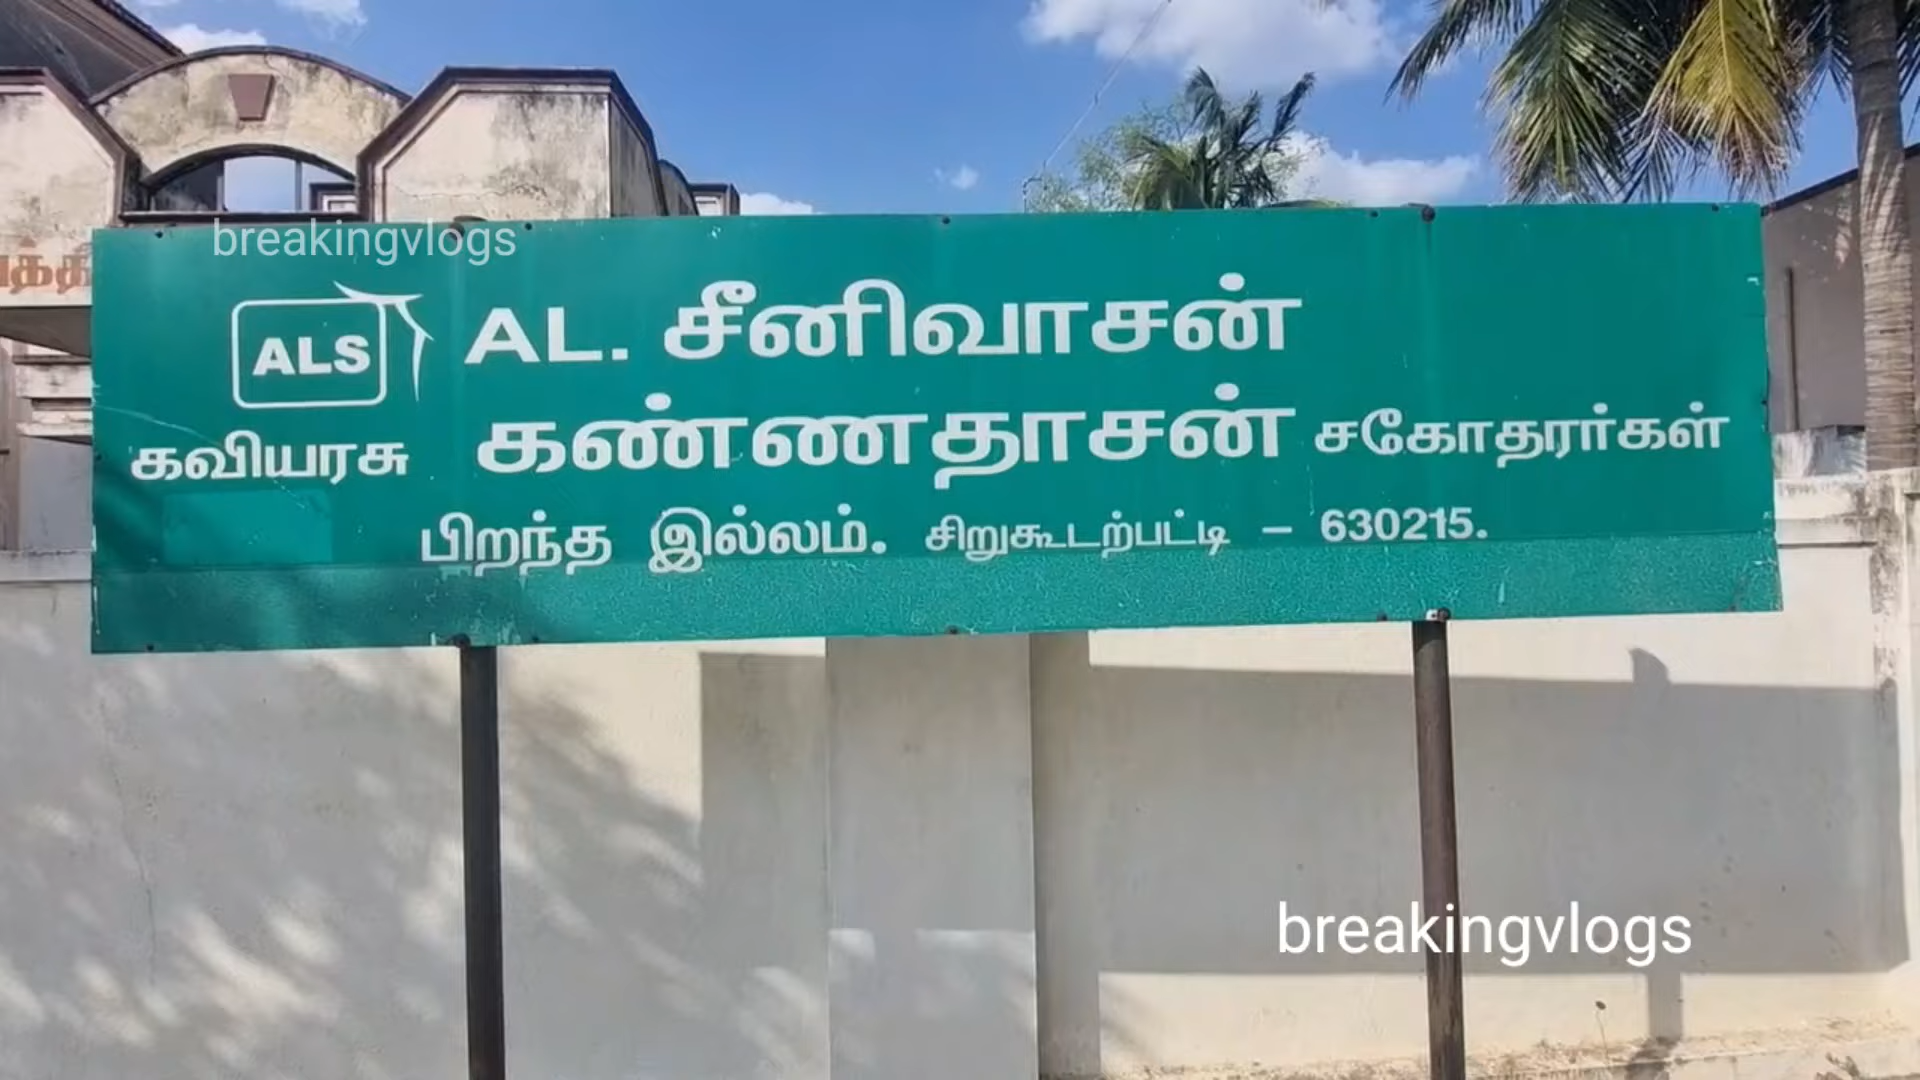 breakingvlogs
ALS AL. சீனிவாசன்
கவியரசு கண்ணதாசன் சகோதரர்கள்
பிறந்த இல்லம். சிறுகூடற்பட்டி – 630215.
breakingvlogs